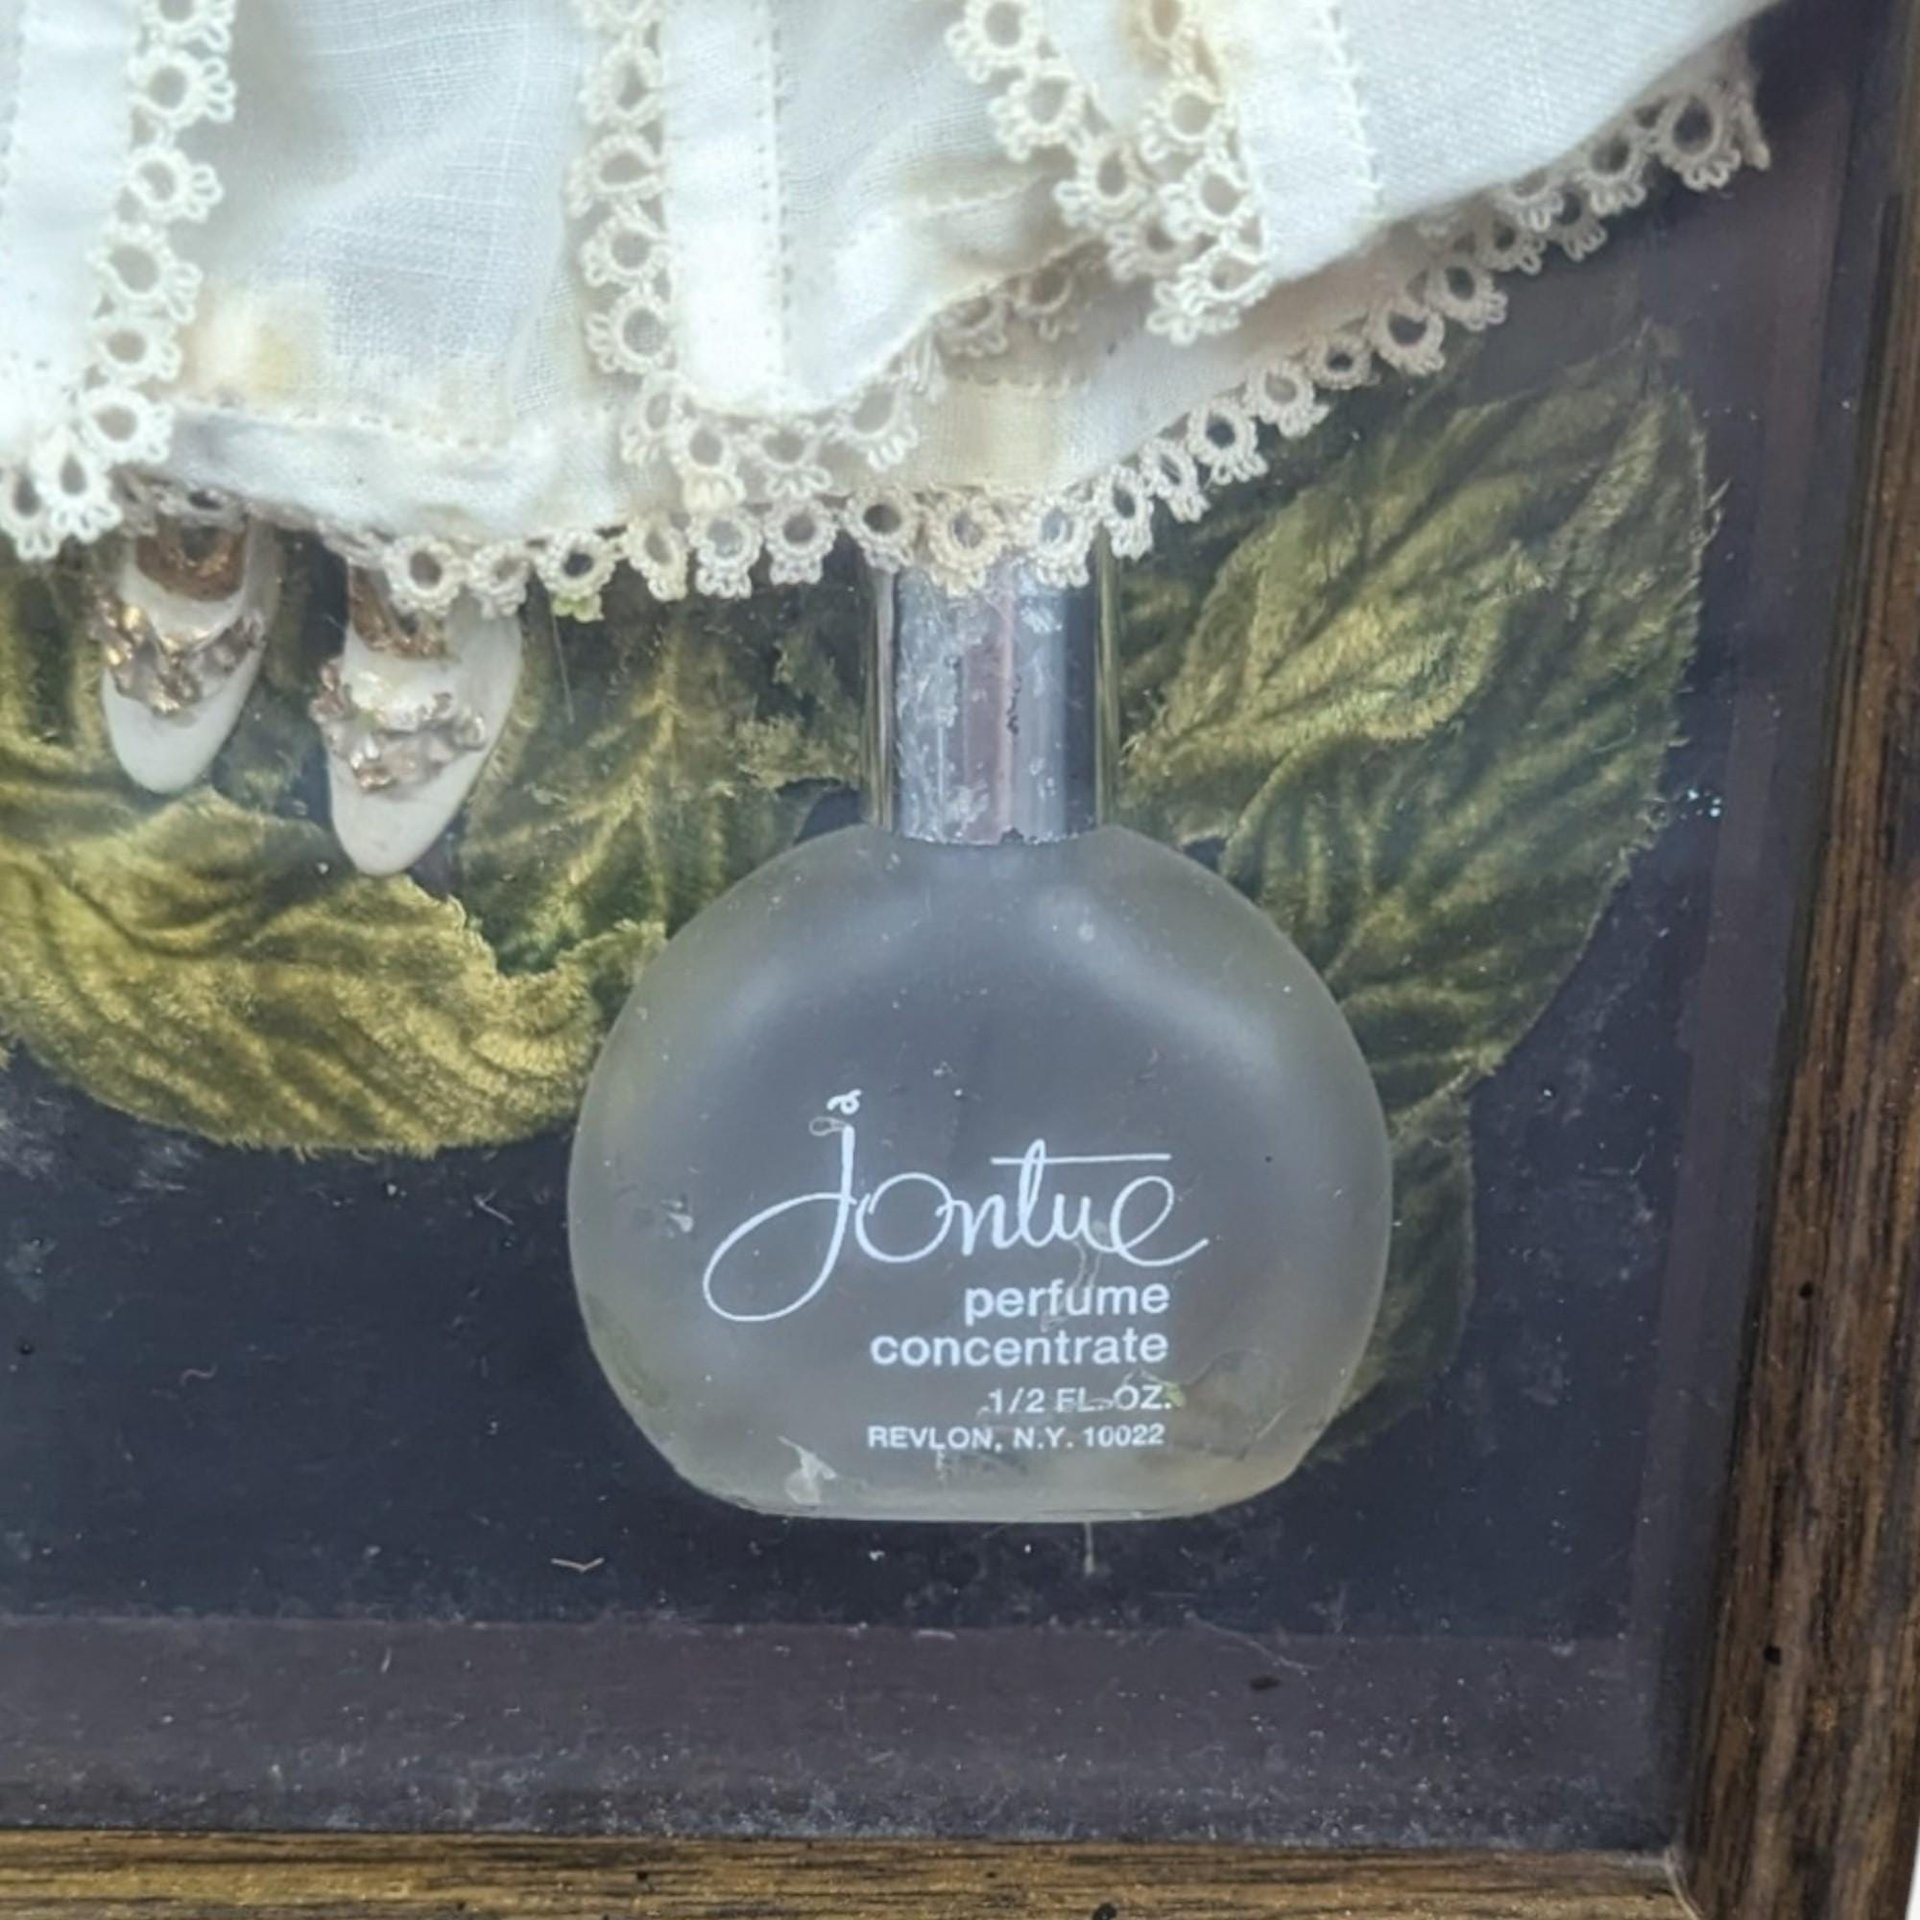 Jontue
perfume
concentrate
1/2 FL. OZ.
REVLON, N.Y. 10022